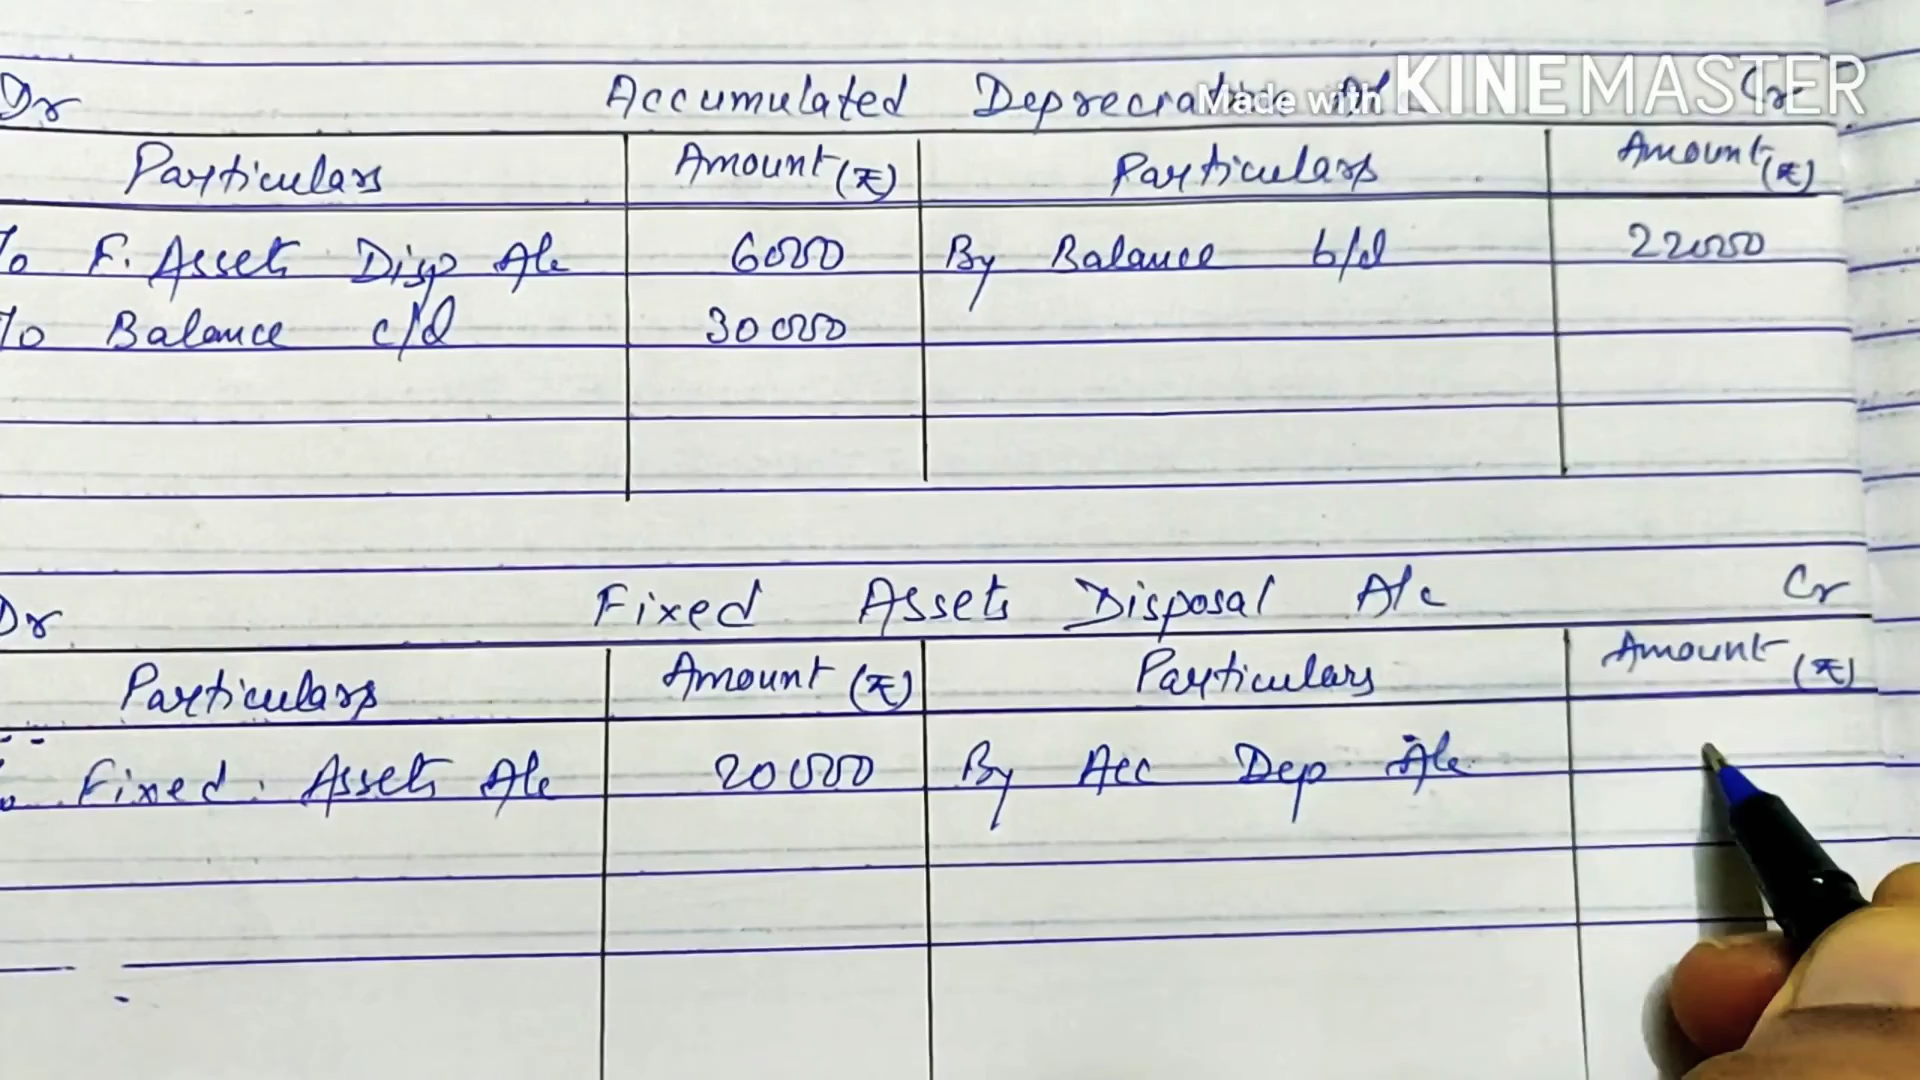 Dr Accumulated Depreciation A/c Cr
Made with KINEMASTER
Particulars Amount (₹) Particulars Amount (₹)
To F. Assets Disp A/c 6000 By Balance b/d 22000
To Balance c/d 30000
Dr Fixed Assets Disposal A/c Cr
Particulars Amount (₹) Particulars Amount (₹)
Fixed Assets A/c 20000 By Acc Dep A/c